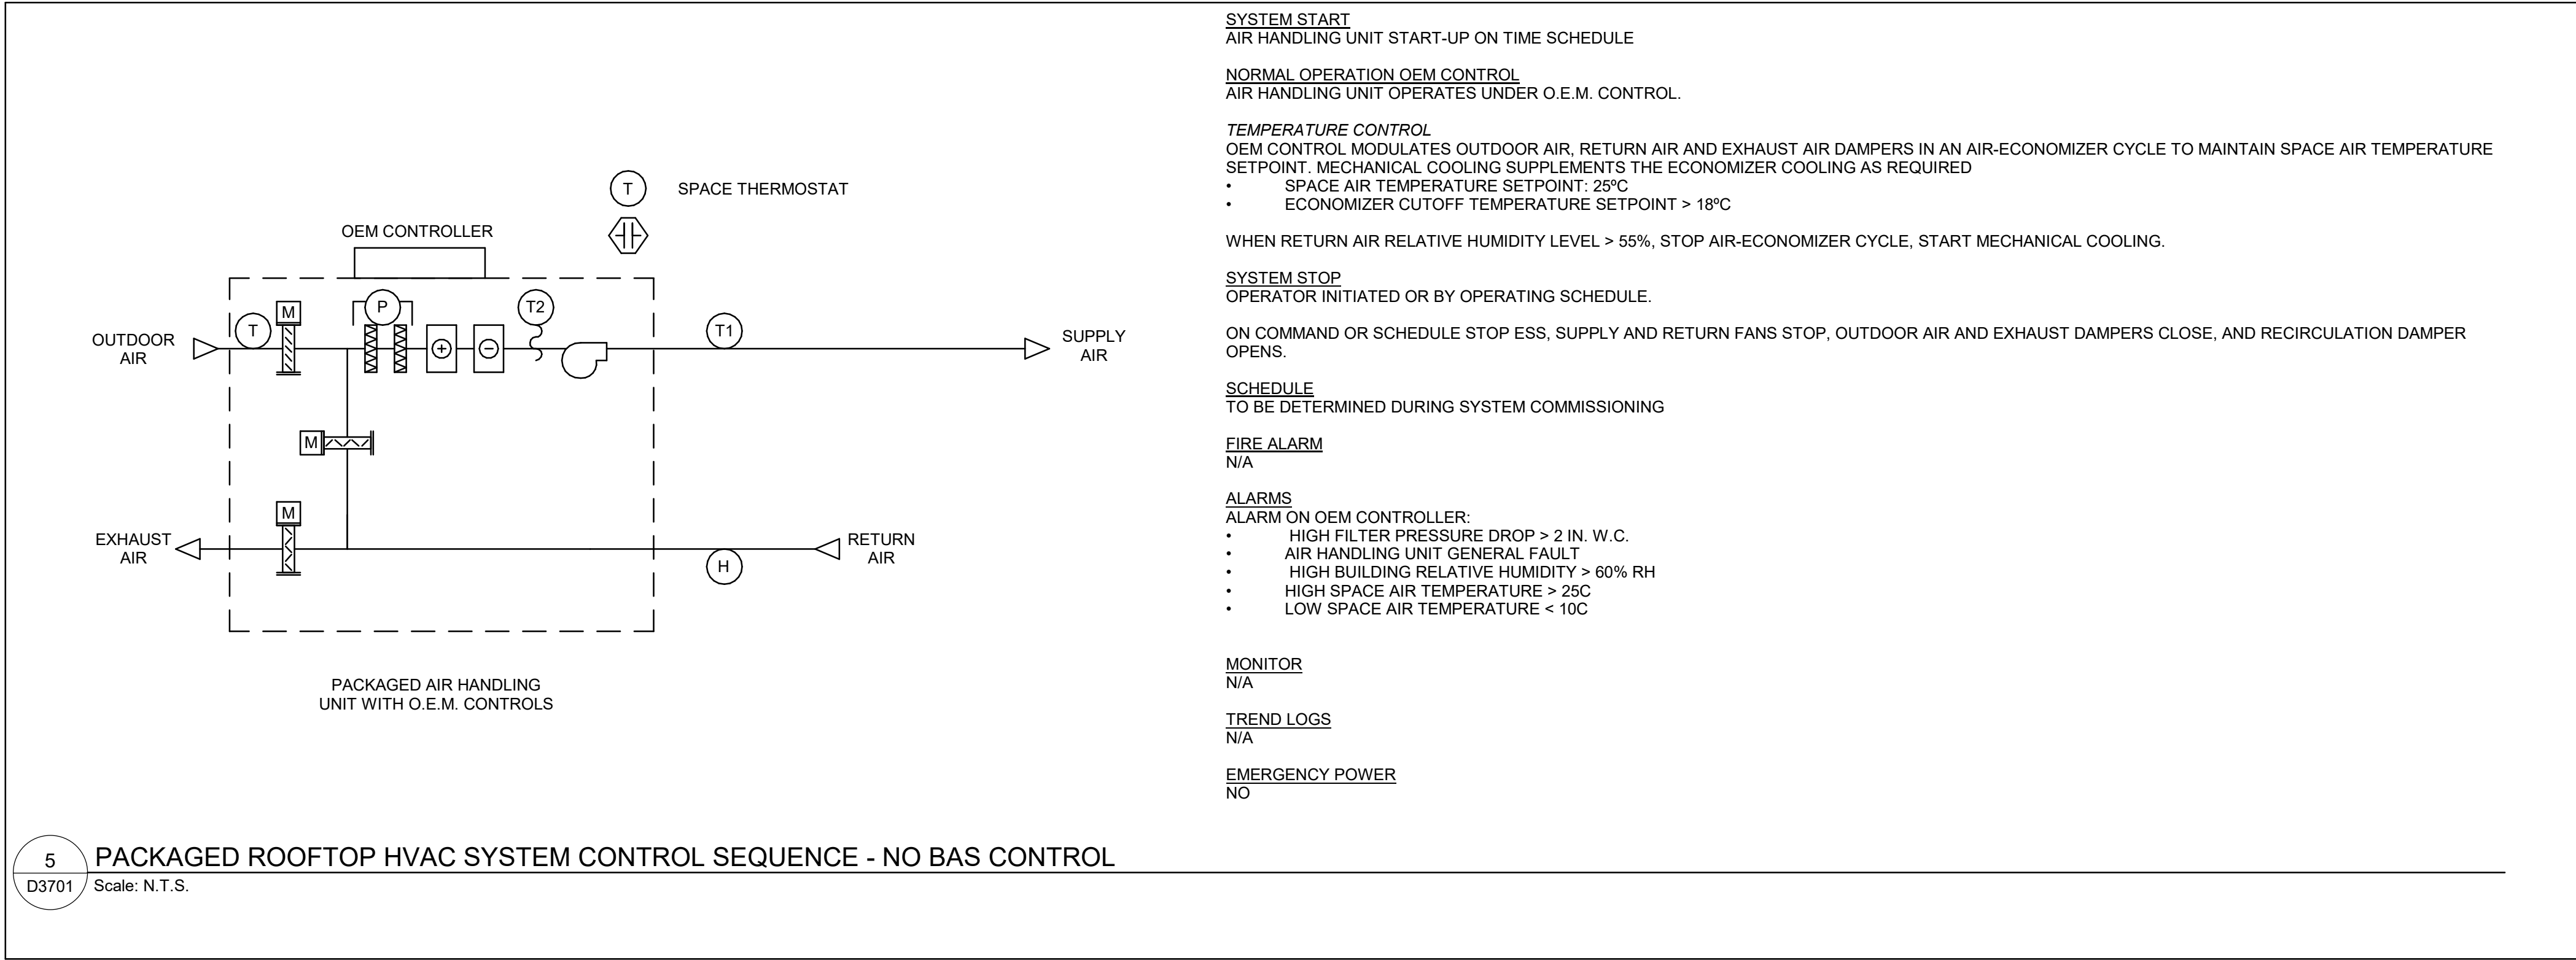 SPACE THERMOSTAT
T
OEM CONTROLLER
M
P
T2
T
T1
OUTDOOR
AIR
SUPPLY
AIR
+
−
M
M
EXHAUST
AIR
RETURN
AIR
H
PACKAGED AIR HANDLING
UNIT WITH O.E.M. CONTROLS
SYSTEM START
AIR HANDLING UNIT START-UP ON TIME SCHEDULE
NORMAL OPERATION OEM CONTROL
AIR HANDLING UNIT OPERATES UNDER O.E.M. CONTROL.
TEMPERATURE CONTROL
OEM CONTROL MODULATES OUTDOOR AIR, RETURN AIR AND EXHAUST AIR DAMPERS IN AN AIR-ECONOMIZER CYCLE TO MAINTAIN SPACE AIR TEMPERATURE
SETPOINT. MECHANICAL COOLING SUPPLEMENTS THE ECONOMIZER COOLING AS REQUIRED
• SPACE AIR TEMPERATURE SETPOINT: 25ºC
• ECONOMIZER CUTOFF TEMPERATURE SETPOINT > 18ºC
WHEN RETURN AIR RELATIVE HUMIDITY LEVEL > 55%, STOP AIR-ECONOMIZER CYCLE, START MECHANICAL COOLING.
SYSTEM STOP
OPERATOR INITIATED OR BY OPERATING SCHEDULE.
ON COMMAND OR SCHEDULE STOP ESS, SUPPLY AND RETURN FANS STOP, OUTDOOR AIR AND EXHAUST DAMPERS CLOSE, AND RECIRCULATION DAMPER
OPENS.
SCHEDULE
TO BE DETERMINED DURING SYSTEM COMMISSIONING
FIRE ALARM
N/A
ALARMS
ALARM ON OEM CONTROLLER:
• HIGH FILTER PRESSURE DROP > 2 IN. W.C.
• AIR HANDLING UNIT GENERAL FAULT
• HIGH BUILDING RELATIVE HUMIDITY > 60% RH
• HIGH SPACE AIR TEMPERATURE > 25C
• LOW SPACE AIR TEMPERATURE < 10C
MONITOR
N/A
TREND LOGS
N/A
EMERGENCY POWER
NO
5
D3701
PACKAGED ROOFTOP HVAC SYSTEM CONTROL SEQUENCE - NO BAS CONTROL
Scale: N.T.S.